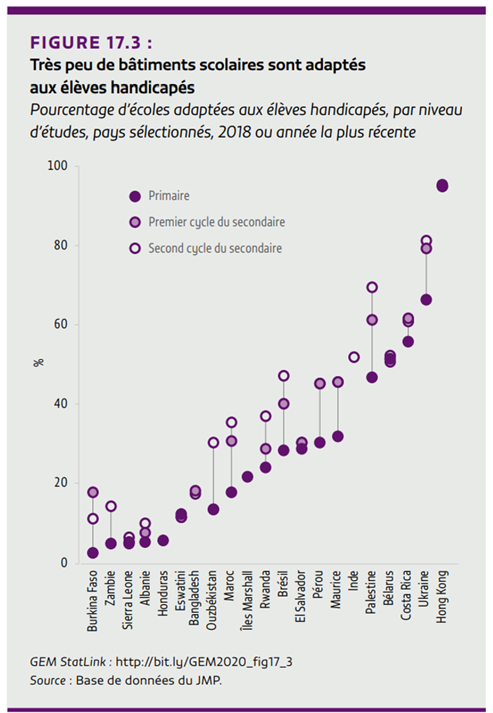 FIGURE 17.3 :
Très peu de bâtiments scolaires sont adaptés
aux élèves handicapés
Pourcentage d’écoles adaptées aux élèves handicapés, par niveau
d’études, pays sélectionnés, 2018 ou année la plus récente
100
80
60
40
20
0
%
Primaire
Premier cycle du secondaire
Second cycle du secondaire
Burkina Faso
Zambie
Sierra Leone
Albanie
Honduras
Eswatini
Bangladesh
Ouzbékistan
Maroc
Îles Marshall
Rwanda
Brésil
El Salvador
Pérou
Maurice
Inde
Palestine
Bélarus
Costa Rica
Ukraine
Hong Kong
GEM StatLink : http://bit.ly/GEM2020_fig17_3
Source : Base de données du JMP.